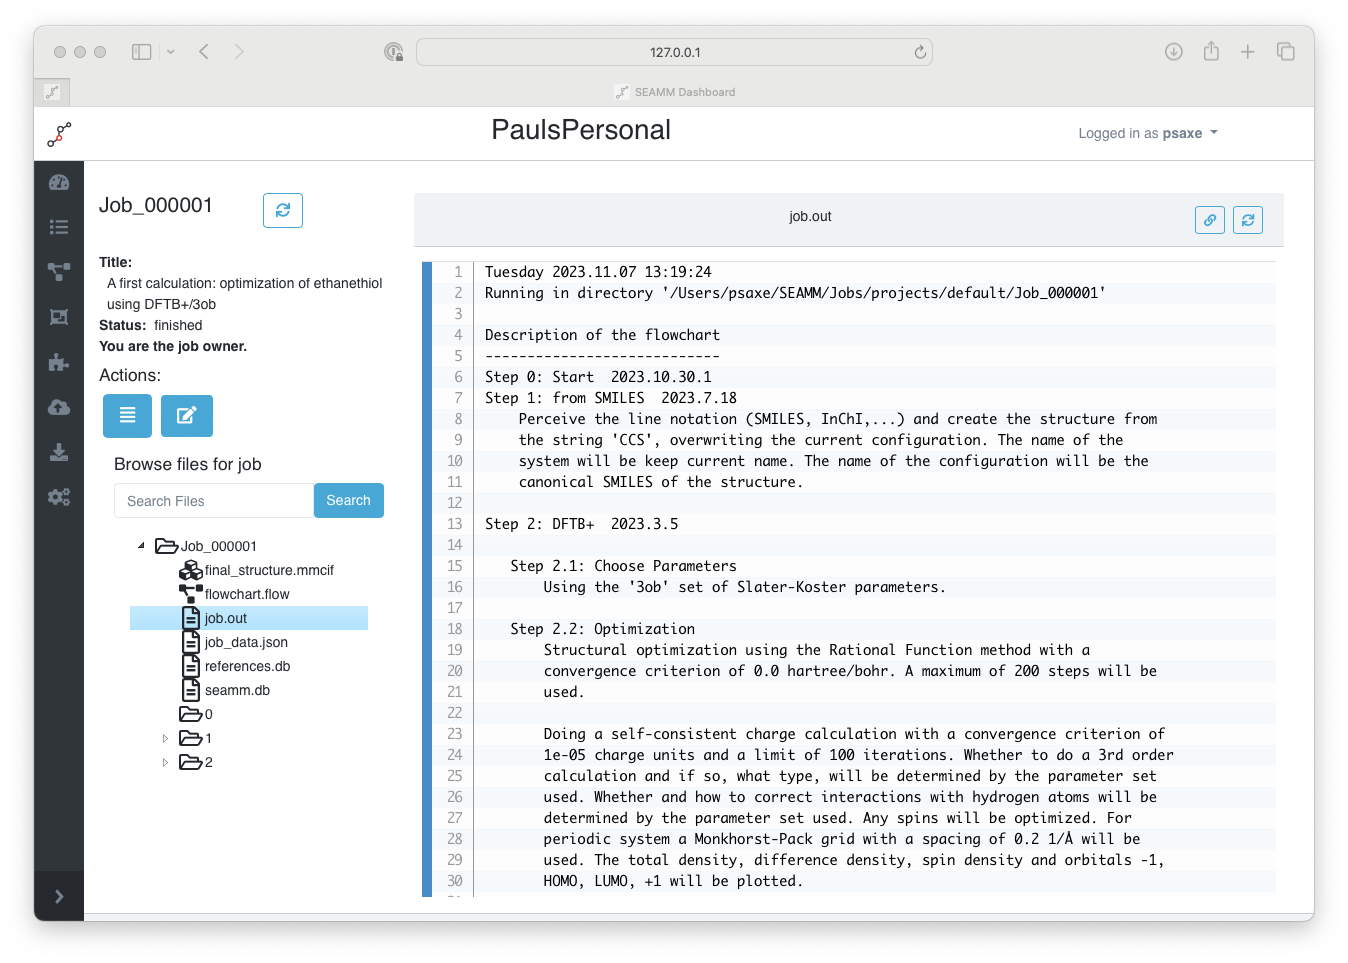 127.0.0.1
SEAMM Dashboard
PaulsPersonal
Logged in as psaxe
Job_000001
Title:
A first calculation: optimization of ethanethiol
using DFTB+/3ob
Status: finished
You are the job owner.
Actions:
Browse files for job
Search Files
Search
Job_000001
final_structure.mmcif
flowchart.flow
job.out
job_data.json
references.db
seamm.db
0
1
2
job.out
1 Tuesday 2023.11.07 13:19:24
2 Running in directory '/Users/psaxe/SEAMM/Jobs/projects/default/Job_000001'
3
4 Description of the flowchart
5 ----------------------------
6 Step 0: Start  2023.10.30.1
7 Step 1: from SMILES  2023.7.18
8 Perceive the line notation (SMILES, InChI,...) and create the structure from
9 the string 'CCS', overwriting the current configuration. The name of the
10 system will be keep current name. The name of the configuration will be the
11 canonical SMILES of the structure.
12
13 Step 2: DFTB+  2023.3.5
14
15 Step 2.1: Choose Parameters
16 Using the '3ob' set of Slater-Koster parameters.
17
18 Step 2.2: Optimization
19 Structural optimization using the Rational Function method with a
20 convergence criterion of 0.0 hartree/bohr. A maximum of 200 steps will be
21 used.
22
23 Doing a self-consistent charge calculation with a convergence criterion of
24 1e-05 charge units and a limit of 100 iterations. Whether to do a 3rd order
25 calculation and if so, what type, will be determined by the parameter set
26 used. Whether and how to correct interactions with hydrogen atoms will be
27 determined by the parameter set used. Any spins will be optimized. For
28 periodic system a Monkhorst-Pack grid with a spacing of 0.2 1/Å will be
29 used. The total density, difference density, spin density and orbitals -1,
30 HOMO, LUMO, +1 will be plotted.